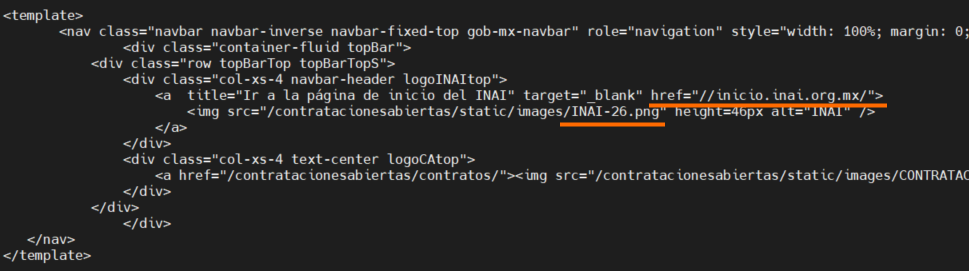 <template>
<nav class="navbar navbar-inverse navbar-fixed-top gob-mx-navbar" role="navigation" style="width: 100%; margin: 0;
<div class="container-fluid topBar">
<div class="row topBarTop topBarTopS">
<div class="col-xs-4 navbar-header logoINAItop">
<a  title="Ir a la página de inicio del INAI" target="_blank" href="//inicio.inai.org.mx/">
<img src="/contratacionesabiertas/static/images/INAI-26.png" height=46px alt="INAI" />
</a>
</div>
<div class="col-xs-4 text-center logoCAtop">
<a href="/contratacionesabiertas/contratos/"><img src="/contratacionesabiertas/static/images/CONTRATAC
</div>
</div>
</div>
</nav>
</template>